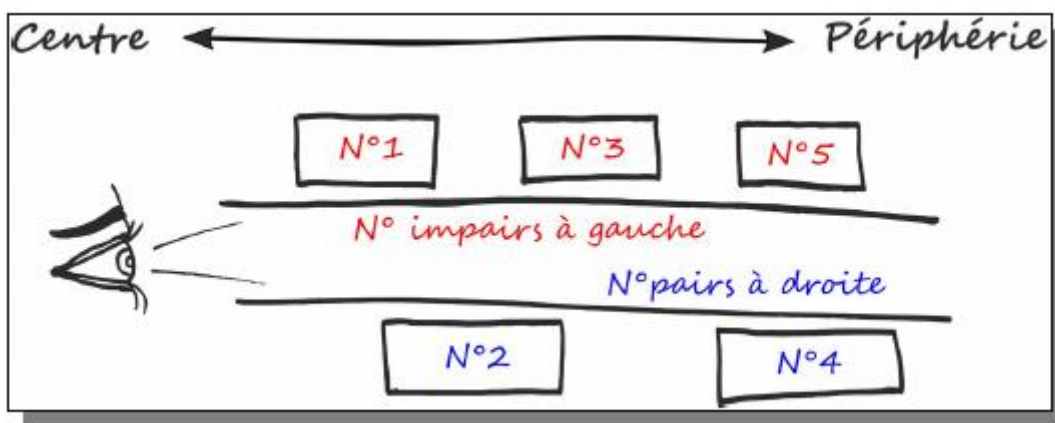 Centre Périphérie
N°1 N°3 N°5
N° impairs à gauche
N°pairs à droite
N°2 N°4